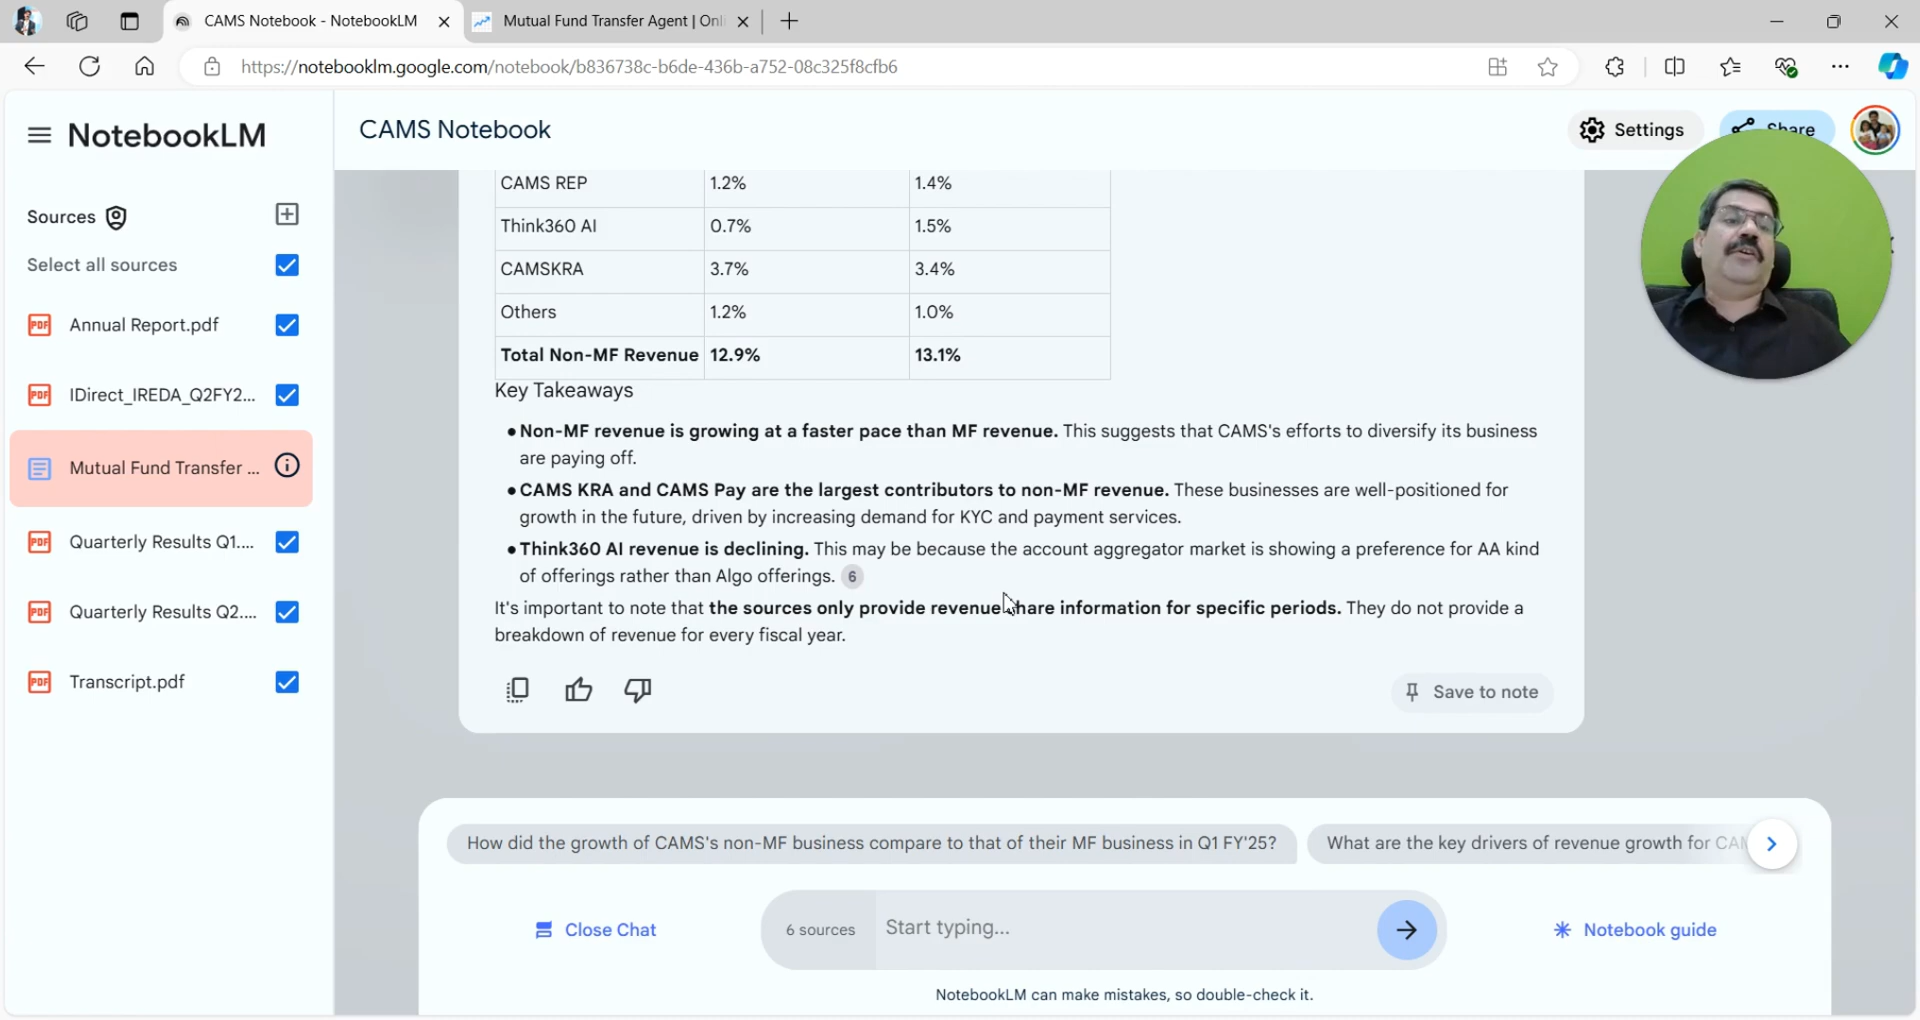 CAMS Notebook - NotebookLM
Mutual Fund Transfer Agent | Onli
https://notebooklm.google.com/notebook/b836738c-b6de-436b-a752-08c325f8cfb6
NotebookLM
CAMS Notebook
Settings
Share
Sources
Select all sources
Annual Report.pdf
IDirect_IREDA_Q2FY2...
Mutual Fund Transfer ...
Quarterly Results Q1....
Quarterly Results Q2....
Transcript.pdf
CAMS REP 1.2% 1.4%
Think360 AI 0.7% 1.5%
CAMSKRA 3.7% 3.4%
Others 1.2% 1.0%
Total Non-MF Revenue 12.9% 13.1%
Key Takeaways
• Non-MF revenue is growing at a faster pace than MF revenue. This suggests that CAMS's efforts to diversify its business
are paying off.
• CAMS KRA and CAMS Pay are the largest contributors to non-MF revenue. These businesses are well-positioned for
growth in the future, driven by increasing demand for KYC and payment services.
• Think360 AI revenue is declining. This may be because the account aggregator market is showing a preference for AA kind
of offerings rather than Algo offerings. 6
It's important to note that the sources only provide revenue share information for specific periods. They do not provide a
breakdown of revenue for every fiscal year.
Save to note
How did the growth of CAMS's non-MF business compare to that of their MF business in Q1 FY'25?
What are the key drivers of revenue growth for CAM
Close Chat
6 sources
Start typing...
Notebook guide
NotebookLM can make mistakes, so double-check it.